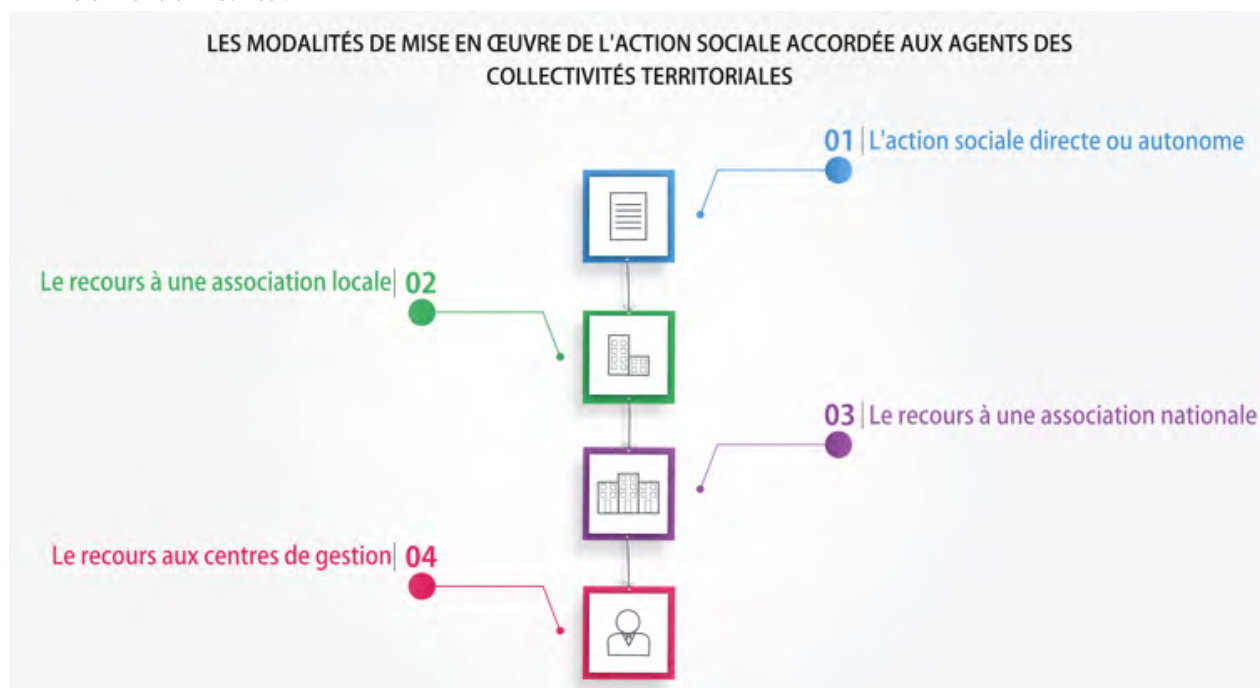 LES MODALITÉS DE MISE EN ŒUVRE DE L'ACTION SOCIALE ACCORDÉE AUX AGENTS DES
COLLECTIVITÉS TERRITORIALES
01 L'action sociale directe ou autonome
Le recours à une association locale 02
03 Le recours à une association nationale
Le recours aux centres de gestion 04